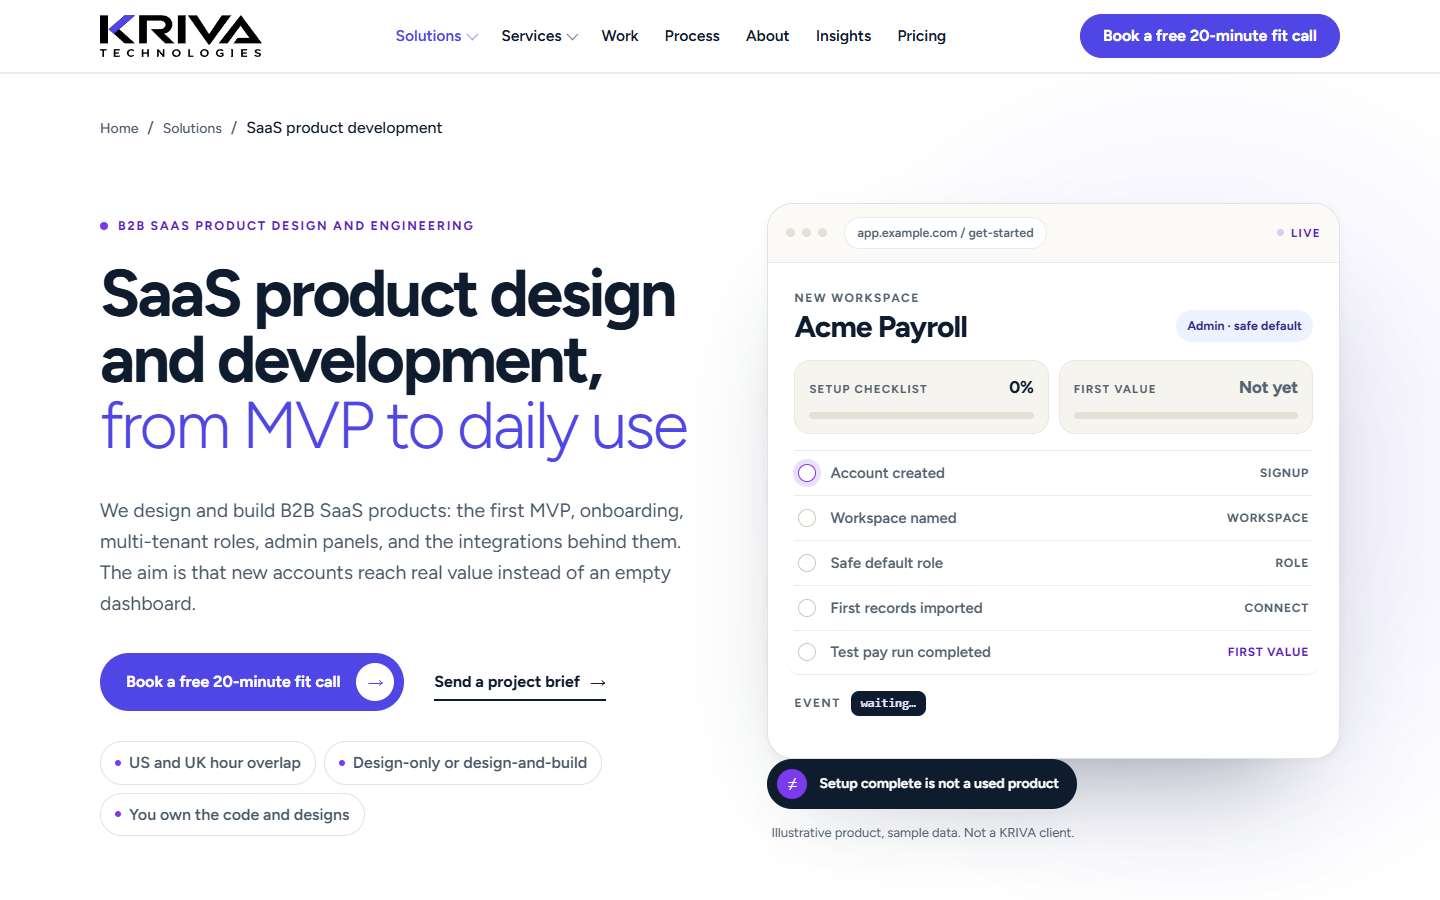 KRIVA
TECHNOLOGIES
Solutions
Services
Work
Process
About
Insights
Pricing
Book a free 20-minute fit call
Home / Solutions / SaaS product development
B2B SAAS PRODUCT DESIGN AND ENGINEERING
SaaS product design
and development,
from MVP to daily use
We design and build B2B SaaS products: the first MVP, onboarding,
multi-tenant roles, admin panels, and the integrations behind them.
The aim is that new accounts reach real value instead of an empty
dashboard.
Book a free 20-minute fit call →
Send a project brief →
US and UK hour overlap
Design-only or design-and-build
You own the code and designs
app.example.com / get-started
LIVE
NEW WORKSPACE
Acme Payroll
Admin · safe default
SETUP CHECKLIST 0%
FIRST VALUE Not yet
Account created SIGNUP
Workspace named WORKSPACE
Safe default role ROLE
First records imported CONNECT
Test pay run completed FIRST VALUE
EVENT waiting…
≠ Setup complete is not a used product
Illustrative product, sample data. Not a KRIVA client.